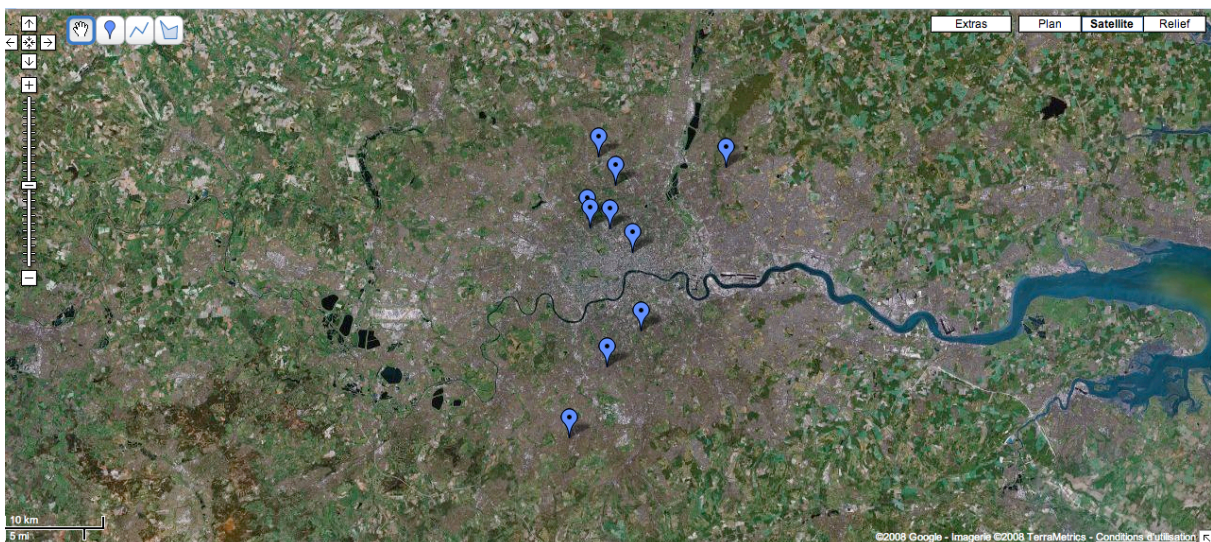 Extras Plan Satellite Relief
10 km
5 mi
©2008 Google - Imagerie ©2008 TerraMetrics - Conditions d'utilisation